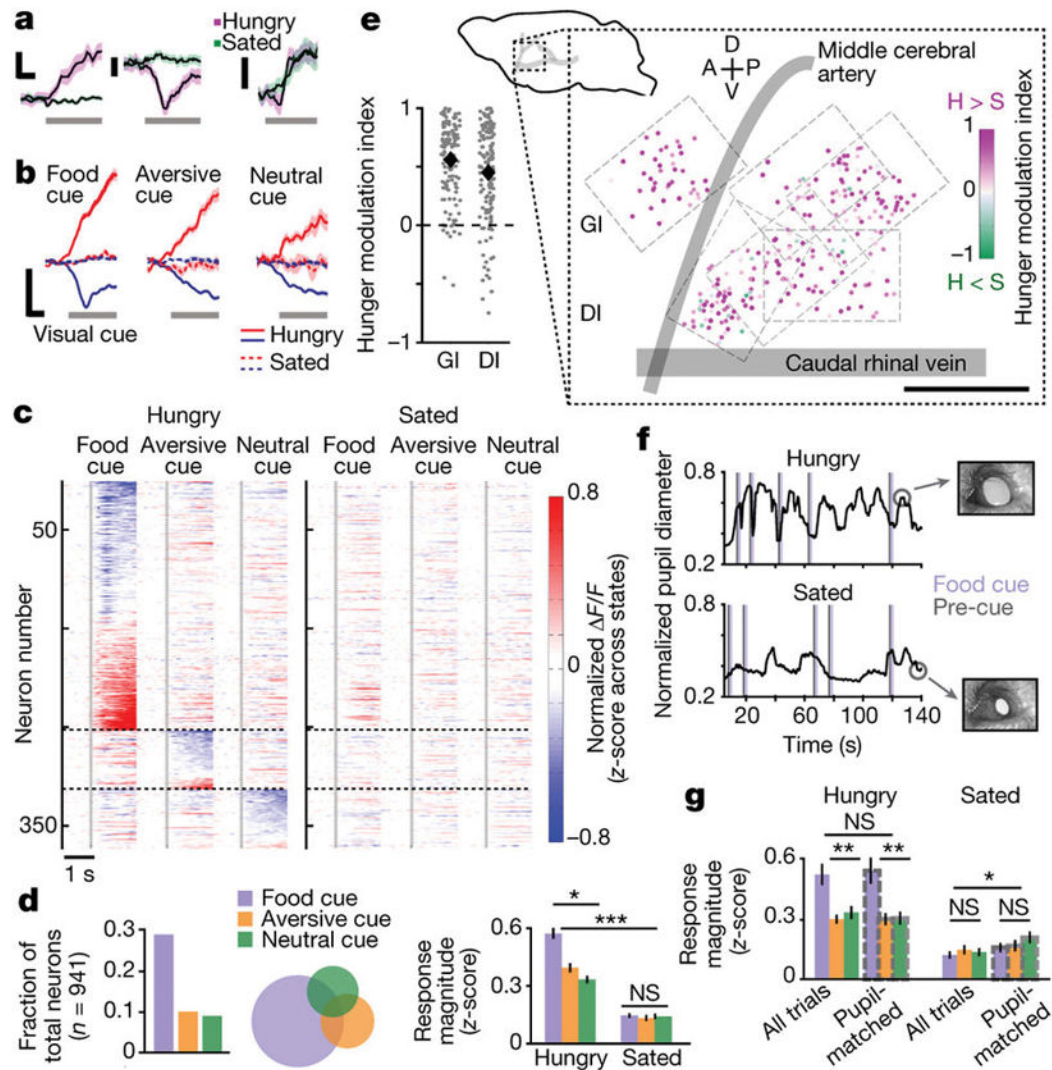 a
Hungry
Sated
b
Food cue
Aversive cue
Neutral cue
Visual cue
Hungry
Sated
c
Hungry
Sated
Food cue
Aversive cue
Neutral cue
Food cue
Aversive cue
Neutral cue
Neuron number
50
350
1 s
0.8
0
−0.8
Normalized ΔF/F
(z-score across states)
d
Fraction of
total neurons
(n = 941)
0.3
0.2
0.1
0
Food cue
Aversive cue
Neutral cue
Response
magnitude
(z-score)
0.6
0.3
0
*
***
NS
Hungry
Sated
e
Hunger modulation index
1
0
−1
GI
DI
D
A P
V
Middle cerebral
artery
GI
DI
Caudal rhinal vein
H > S
1
0
−1
H < S
Hunger modulation index
f
Normalized pupil diameter
Hungry
0.8
0.2
Sated
0.8
0.2
20
60
100
140
Time (s)
Food cue
Pre-cue
g
Hungry
Sated
Response
magnitude
(z-score)
0.6
0.3
0
NS
**
**
*
NS
NS
All trials
Pupil-
matched
All trials
Pupil-
matched